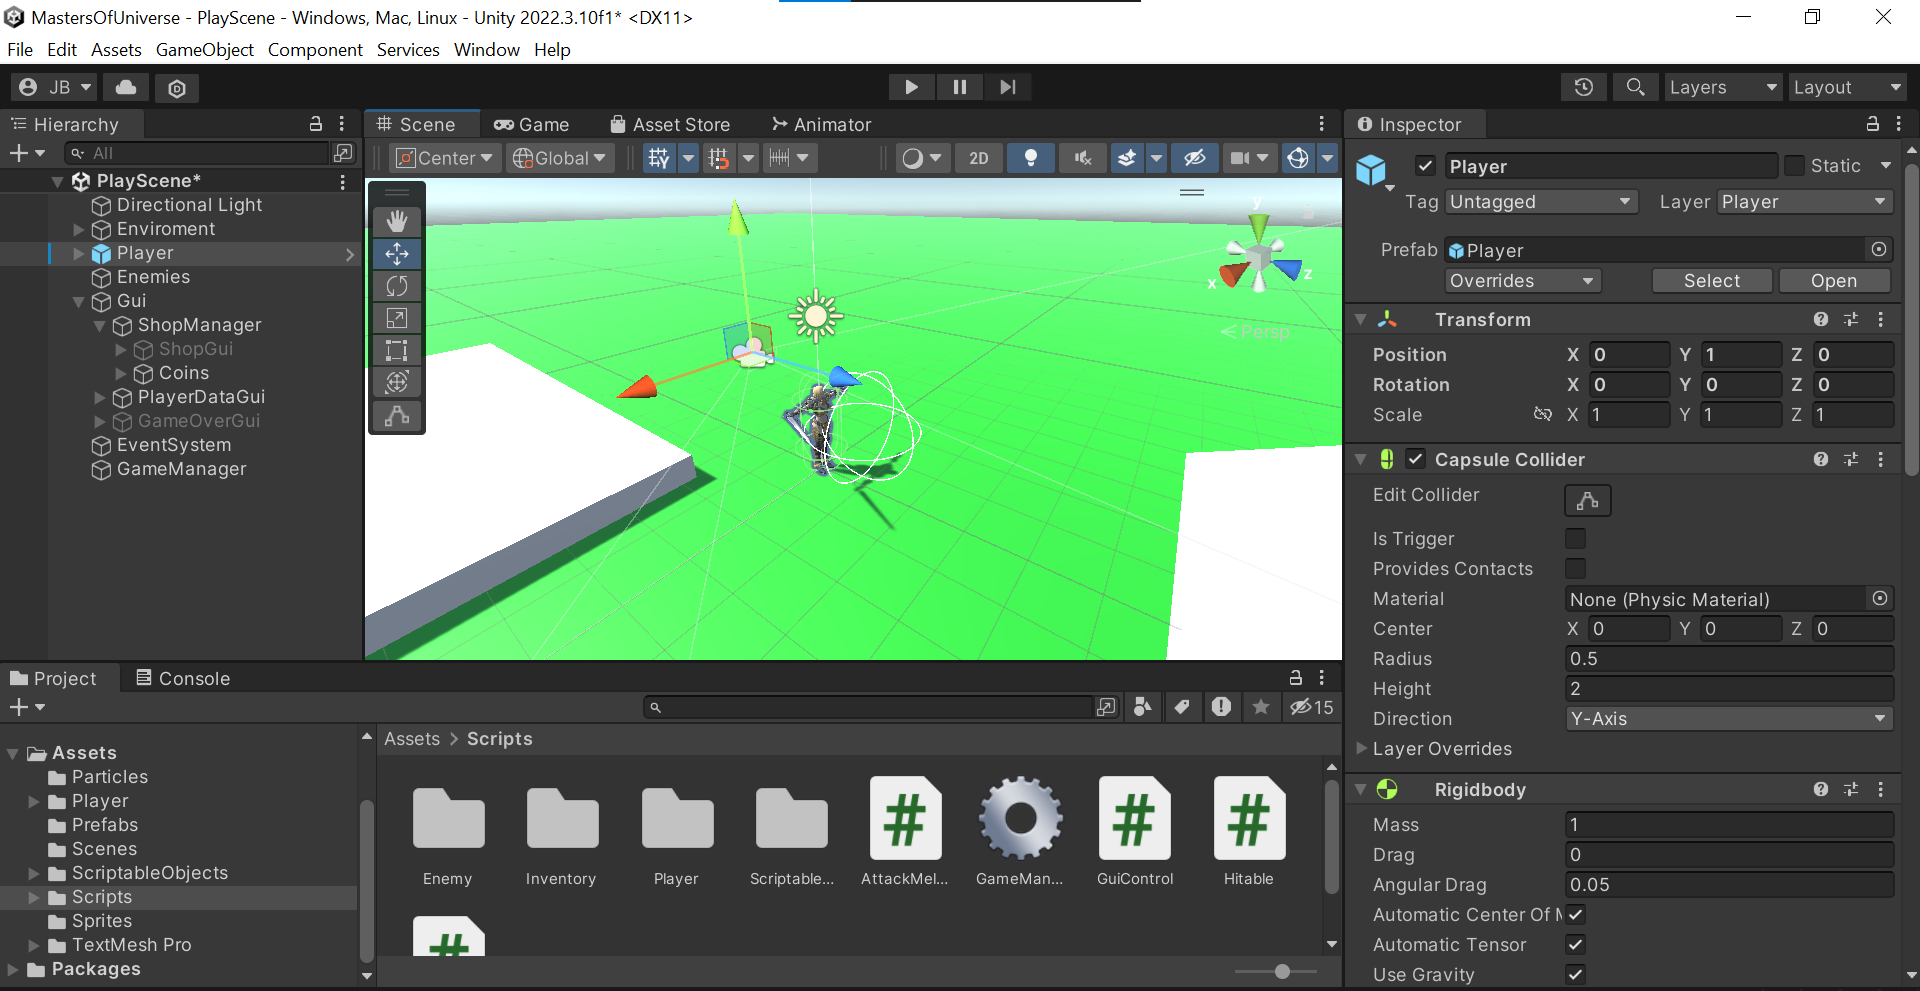 MastersOfUniverse - PlayScene - Windows, Mac, Linux - Unity 2022.3.10f1* <DX11>
File Edit Assets GameObject Component Services Window Help
JB
Layers Layout
Hierarchy
All
PlayScene*
Directional Light
Enviroment
Player
Enemies
Gui
ShopManager
ShopGui
Coins
PlayerDataGui
GameOverGui
EventSystem
GameManager
Scene Game Asset Store Animator
Center Global 2D
y
x
z
Persp
Inspector
Player Static
Tag Untagged Layer Player
Prefab Player
Overrides Select Open
Transform
Position X 0 Y 1 Z 0
Rotation X 0 Y 0 Z 0
Scale X 1 Y 1 Z 1
Capsule Collider
Edit Collider
Is Trigger
Provides Contacts
Material None (Physic Material)
Center X 0 Y 0 Z 0
Radius 0.5
Height 2
Direction Y-Axis
Layer Overrides
Rigidbody
Mass 1
Drag 0
Angular Drag 0.05
Automatic Center Of M
Automatic Tensor
Use Gravity
Project Console
15
Assets
Particles
Player
Prefabs
Scenes
ScriptableObjects
Scripts
Sprites
TextMesh Pro
Packages
Assets > Scripts
Enemy Inventory Player Scriptable... AttackMel... GameMan... GuiControl Hitable